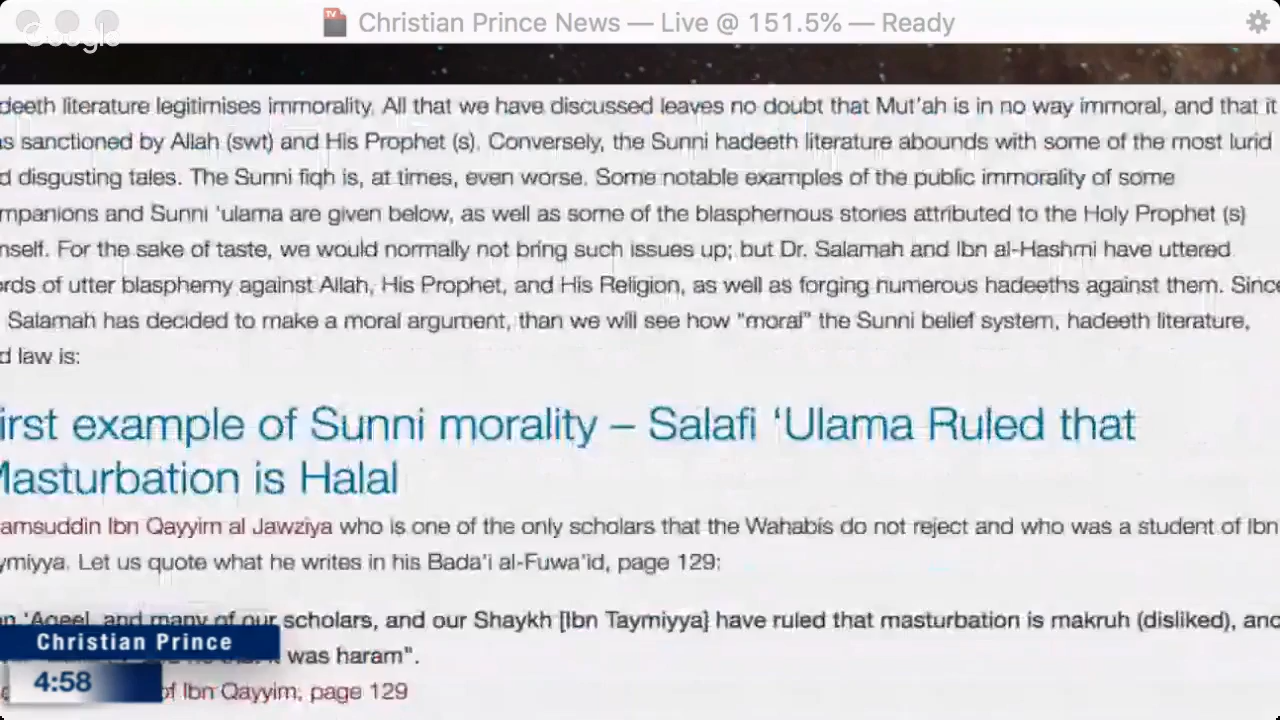 Christian Prince News — Live @ 151.5% — Ready
Google
deeth literature legitimises immorality. All that we have discussed leaves no doubt that Mut'ah is in no way immoral, and that it
s sanctioned by Allah (swt) and His Prophet (s). Conversely, the Sunni hadeeth literature abounds with some of the most lurid
d disgusting tales. The Sunni fiqh is, at times, even worse. Some notable examples of the public immorality of some
mpanions and Sunni 'ulama are given below, as well as some of the blasphemous stories attributed to the Holy Prophet (s)
mself. For the sake of taste, we would normally not bring such issues up; but Dr. Salamah and Ibn al-Hashmi have uttered
ords of utter blasphemy against Allah, His Prophet, and His Religion, as well as forging numerous hadeeths against them. Since
Salamah has decided to make a moral argument, than we will see how "moral" the Sunni belief system, hadeeth literature,
d law is:
irst example of Sunni morality – Salafi 'Ulama Ruled that
Masturbation is Halal
amsuddin Ibn Qayyim al Jawziya who is one of the only scholars that the Wahabis do not reject and who was a student of Ibn
ymiyya. Let us quote what he writes in his Bada'i al-Fuwa'id, page 129:
n 'Aqeel, and many of our scholars, and our Shaykh [Ibn Taymiyya] have ruled that masturbation is makruh (disliked), and
was haram".
of Ibn Qayyim, page 129
Christian Prince
4:58